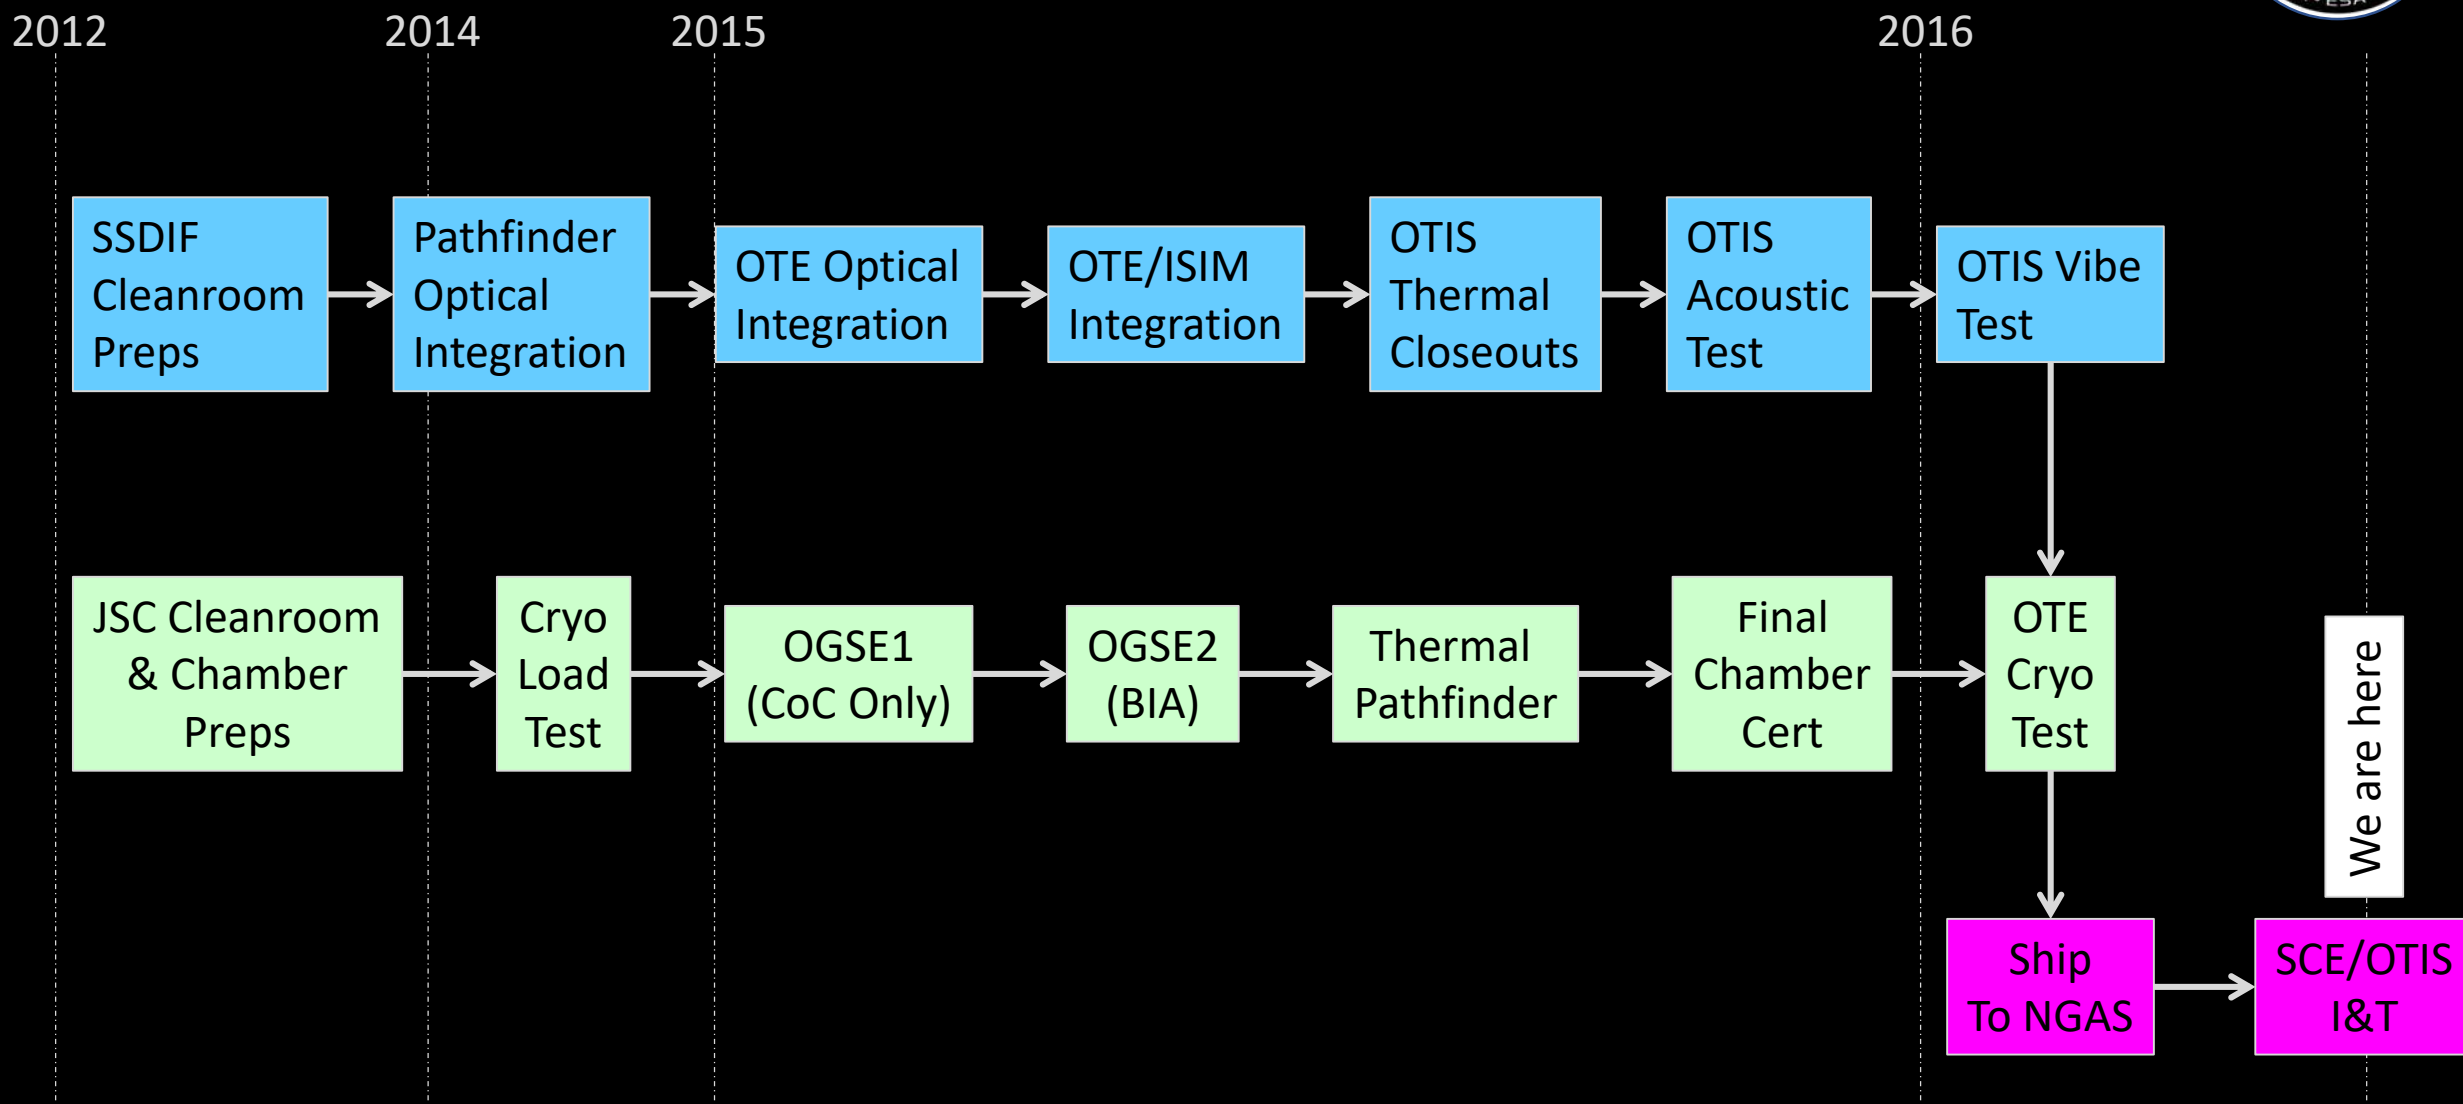 ESA
2012
2014
2015
2016
SSDIF
Cleanroom
Preps
Pathfinder
Optical
Integration
OTE Optical
Integration
OTE/ISIM
Integration
OTIS
Thermal
Closeouts
OTIS
Acoustic
Test
OTIS Vibe
Test
JSC Cleanroom
& Chamber
Preps
Cryo
Load
Test
OGSE1
(CoC Only)
OGSE2
(BIA)
Thermal
Pathfinder
Final
Chamber
Cert
OTE
Cryo
Test
We are here
Ship
To NGAS
SCE/OTIS
I&T